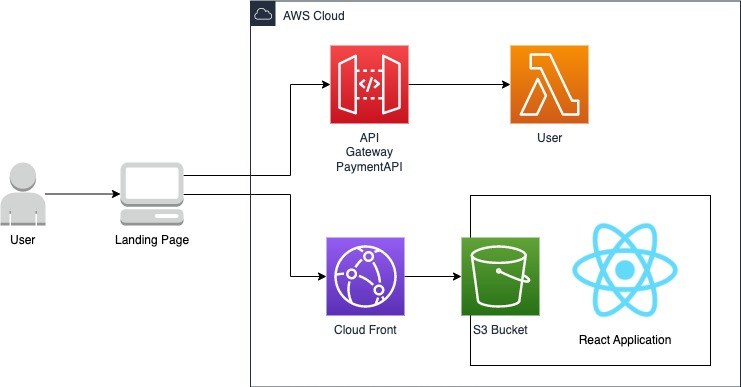 AWS Cloud
</>
API
Gateway
PaymentAPI
User
User
Landing Page
Cloud Front
S3 Bucket
React Application